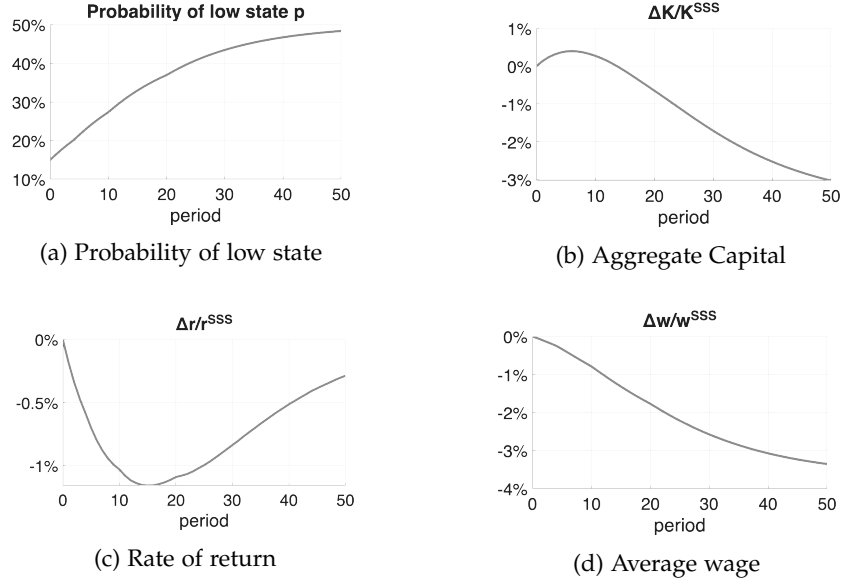 Probability of low state p
50%
40%
30%
20%
10%
0 10 20 30 40 50
period
(a) Probability of low state
ΔK/K^SSS
1%
0%
-1%
-2%
-3%
0 10 20 30 40 50
period
(b) Aggregate Capital
Δr/r^SSS
0%
-0.5%
-1%
0 10 20 30 40 50
period
(c) Rate of return
Δw/w^SSS
0%
-1%
-2%
-3%
-4%
0 10 20 30 40 50
period
(d) Average wage